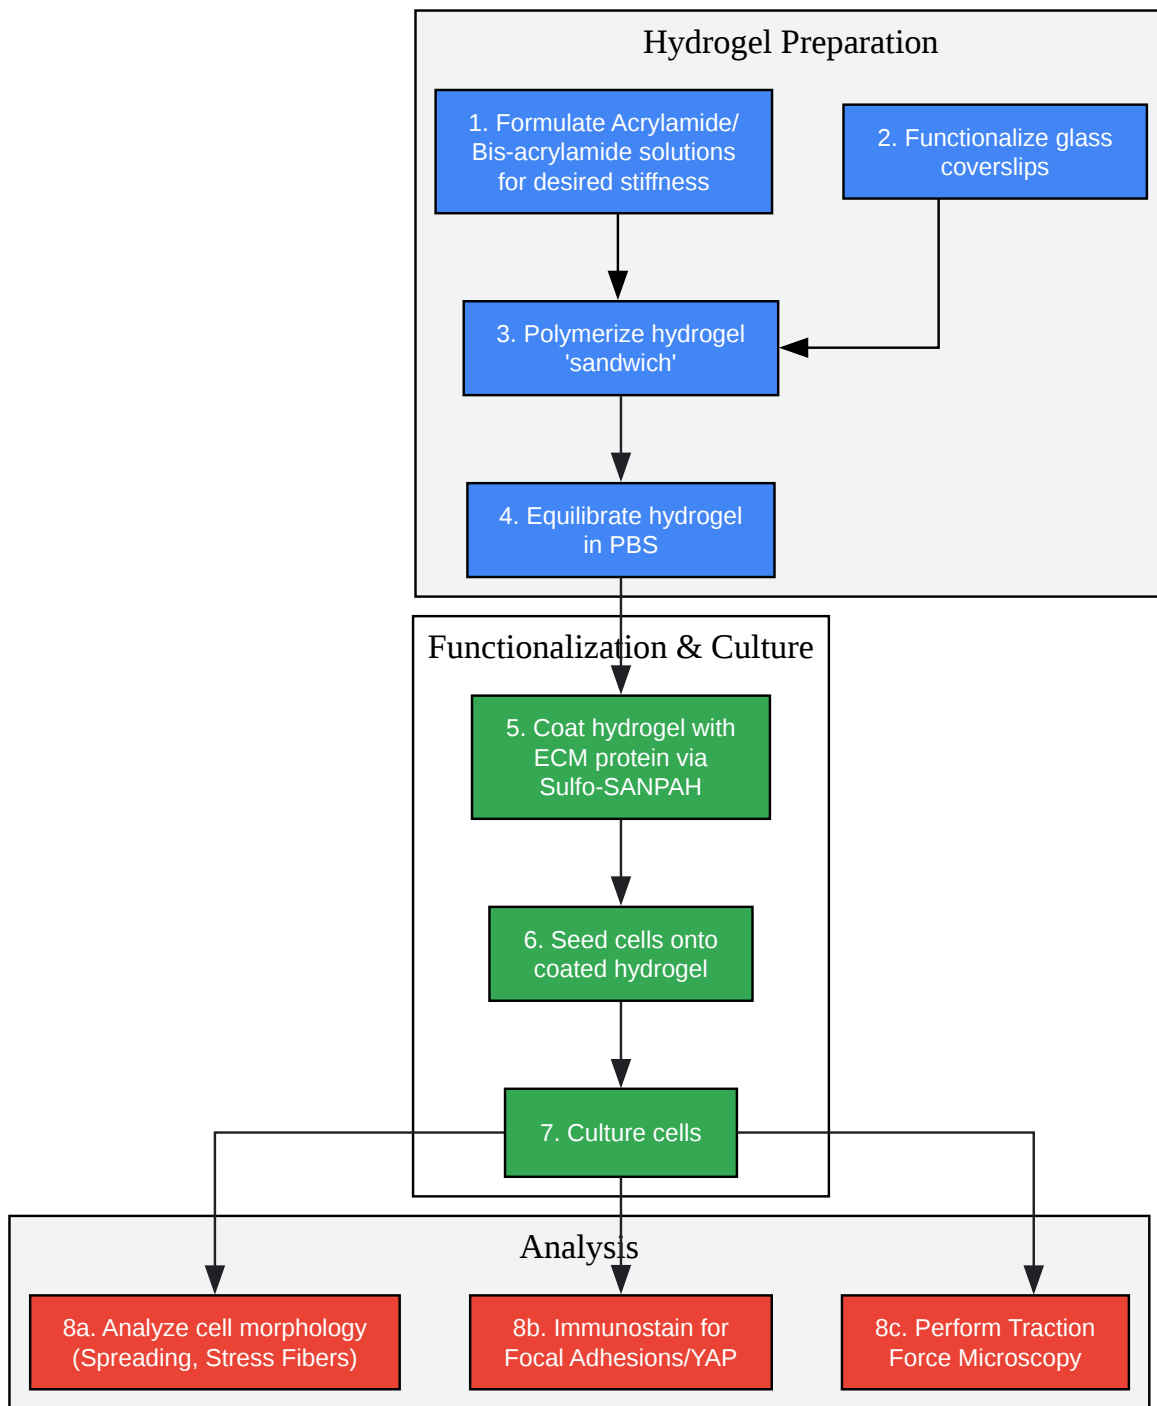 Hydrogel Preparation
1. Formulate Acrylamide/
Bis-acrylamide solutions
for desired stiffness
2. Functionalize glass
coverslips
3. Polymerize hydrogel
'sandwich'
4. Equilibrate hydrogel
in PBS
Functionalization & Culture
5. Coat hydrogel with
ECM protein via
Sulfo-SANPAH
6. Seed cells onto
coated hydrogel
7. Culture cells
Analysis
8a. Analyze cell morphology
(Spreading, Stress Fibers)
8b. Immunostain for
Focal Adhesions/YAP
8c. Perform Traction
Force Microscopy